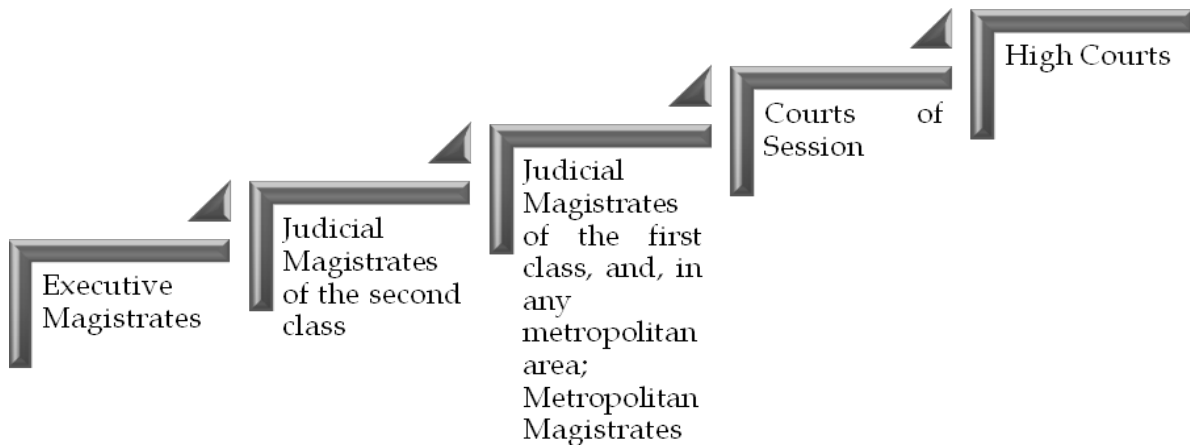 Executive
Magistrates
Judicial
Magistrates
of the second
class
Judicial
Magistrates
of the first
class, and, in
any
metropolitan
area;
Metropolitan
Magistrates
Courts of
Session
High Courts